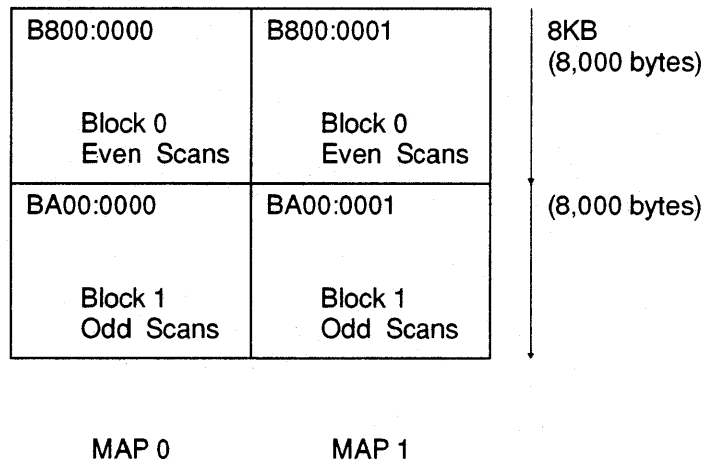 B800:0000 B800:0001 8KB
(8,000 bytes)
Block 0 Block 0
Even Scans Even Scans
BA00:0000 BA00:0001 (8,000 bytes)
Block 1 Block 1
Odd Scans Odd Scans
MAP 0 MAP 1